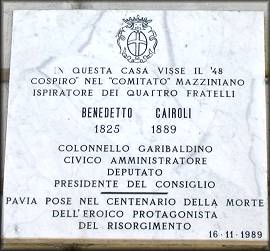 IN QUESTA CASA VISSE IL '48
COSPIRO' NEL "COMITATO" MAZZINIANO
ISPIRATORE DEI QUATTRO FRATELLI
BENEDETTO CAIROLI
1825 1889
COLONNELLO GARIBALDINO
CIVICO AMMINISTRATORE
DEPUTATO
PRESIDENTE DEL CONSIGLIO
PAVIA POSE NEL CENTENARIO DELLA MORTE
DELL'EROICO PROTAGONISTA
DEL RISORGIMENTO
16-11-1989